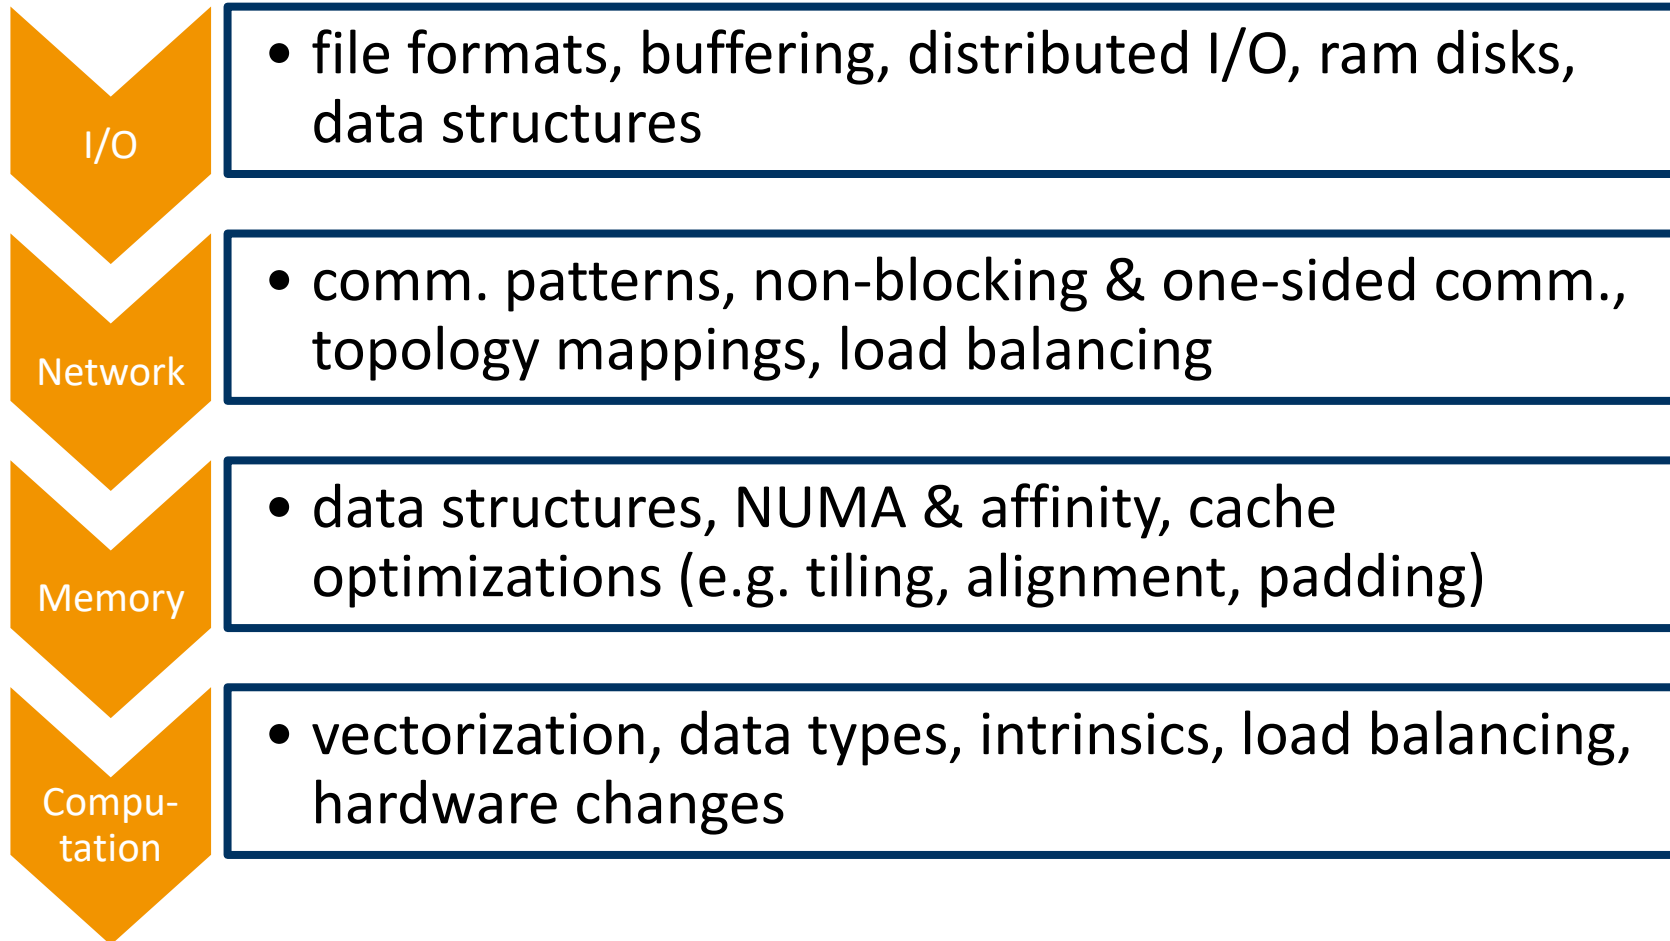 I/O
• file formats, buffering, distributed I/O, ram disks,
data structures
Network
• comm. patterns, non-blocking & one-sided comm.,
topology mappings, load balancing
Memory
• data structures, NUMA & affinity, cache
optimizations (e.g. tiling, alignment, padding)
Compu-
tation
• vectorization, data types, intrinsics, load balancing,
hardware changes